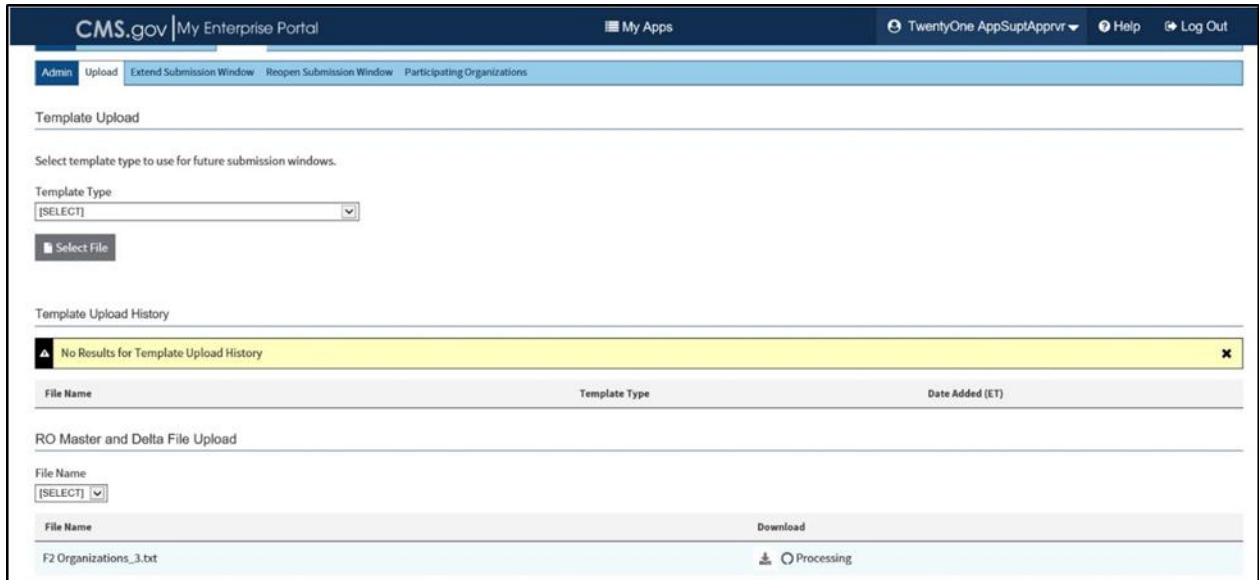 CMS.gov My Enterprise Portal My Apps TwentyOne AppSuptApprvr Help Log Out
Admin Upload Extend Submission Window Reopen Submission Window Participating Organizations
Template Upload
Select template type to use for future submission windows.
Template Type
[SELECT]
Select File
Template Upload History
No Results for Template Upload History
File Name Template Type Date Added (ET)
RO Master and Delta File Upload
File Name
[SELECT]
File Name Download
F2 Organizations_3.txt Processing